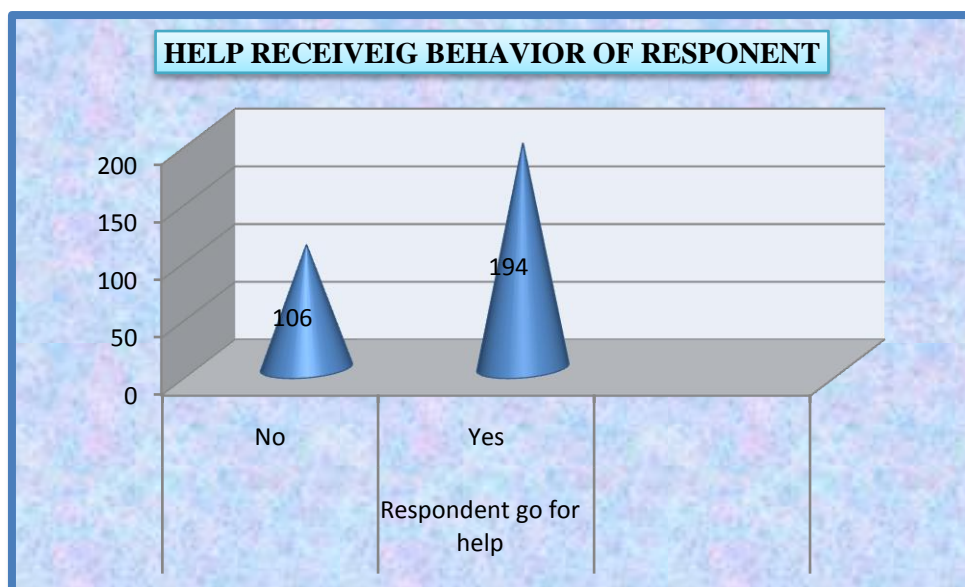 HELP RECEIVEIG BEHAVIOR OF RESPONENT
200
150
100
50
0
106
194
No
Yes
Respondent go for
help